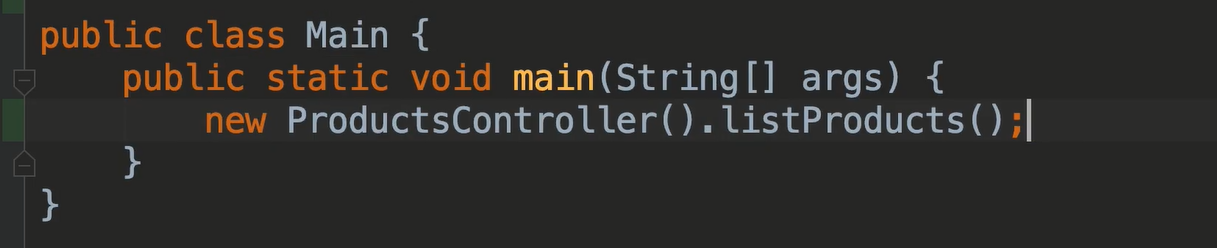 public class Main {
    public static void main(String[] args) {
        new ProductsController().listProducts();
    }
}